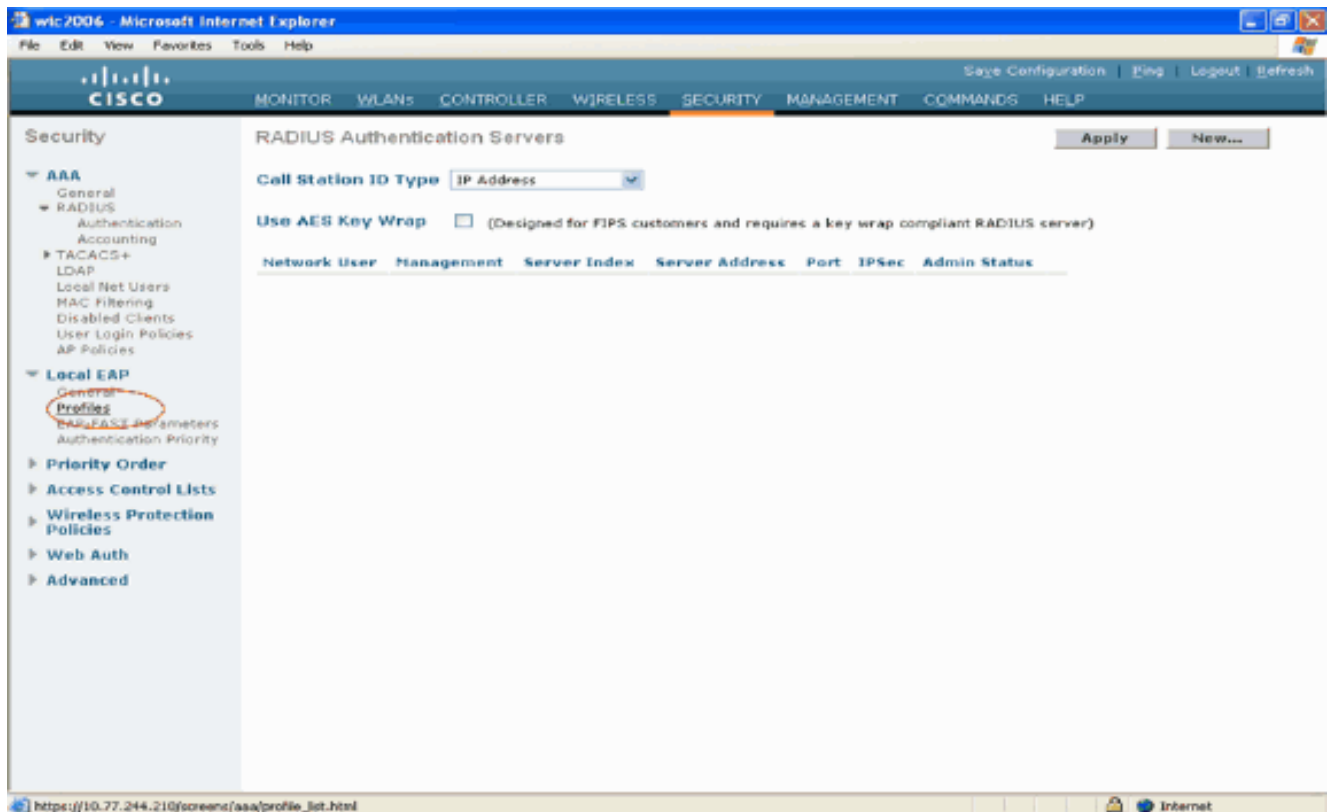 wlc2006 - Microsoft Internet Explorer
File Edit View Favorites Tools Help
Save Configuration | Ping | Logout | Refresh
CISCO
MONITOR WLANs CONTROLLER WIRELESS SECURITY MANAGEMENT COMMANDS HELP
Security
RADIUS Authentication Servers
Apply New...
AAA
General
RADIUS
Authentication
Accounting
TACACS+
LDAP
Local Net Users
MAC Filtering
Disabled Clients
User Login Policies
AP Policies
Local EAP
General
Profiles
EAP-FAST Parameters
Authentication Priority
Priority Order
Access Control Lists
Wireless Protection
Policies
Web Auth
Advanced
Call Station ID Type IP Address
Use AES Key Wrap (Designed for FIPS customers and requires a key wrap compliant RADIUS server)
Network User Management Server Index Server Address Port IPSec Admin Status
https://10.77.244.210/screens/aaa/profile_list.html Internet